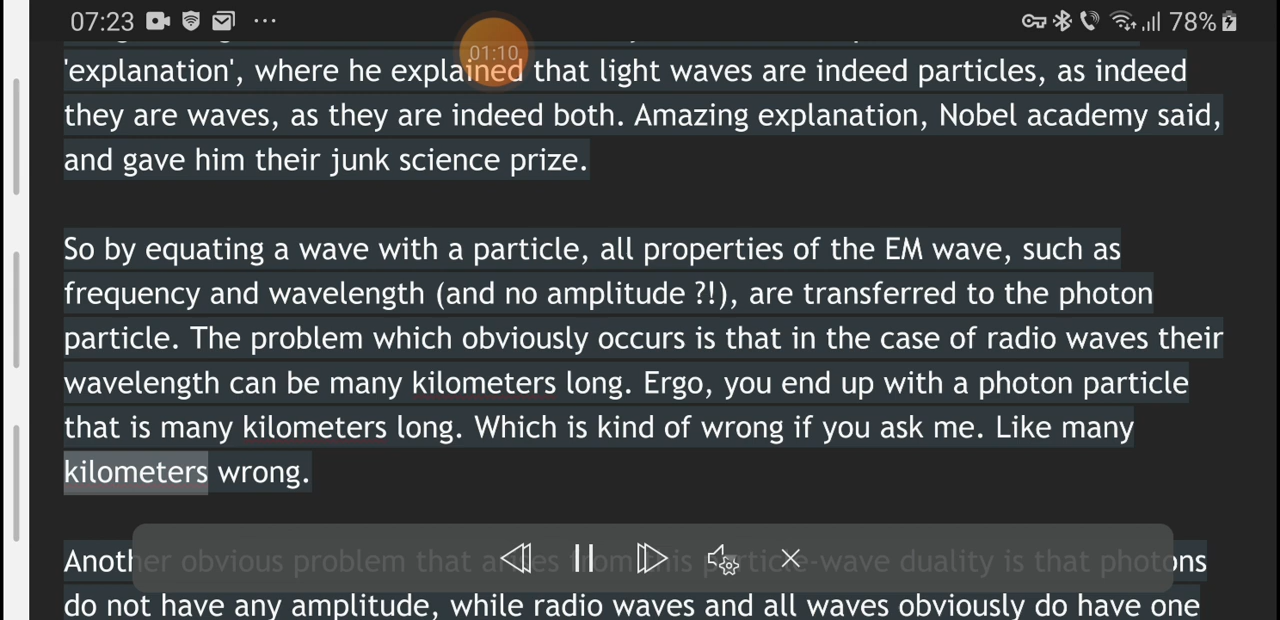 07:23 ... 78%
01:10
'explanation', where he explained that light waves are indeed particles, as indeed
they are waves, as they are indeed both. Amazing explanation, Nobel academy said,
and gave him their junk science prize.
So by equating a wave with a particle, all properties of the EM wave, such as
frequency and wavelength (and no amplitude ?!), are transferred to the photon
particle. The problem which obviously occurs is that in the case of radio waves their
wavelength can be many kilometers long. Ergo, you end up with a photon particle
that is many kilometers long. Which is kind of wrong if you ask me. Like many
kilometers wrong.
Another obvious problem that arises from this particle-wave duality is that photons
do not have any amplitude, while radio waves and all waves obviously do have one